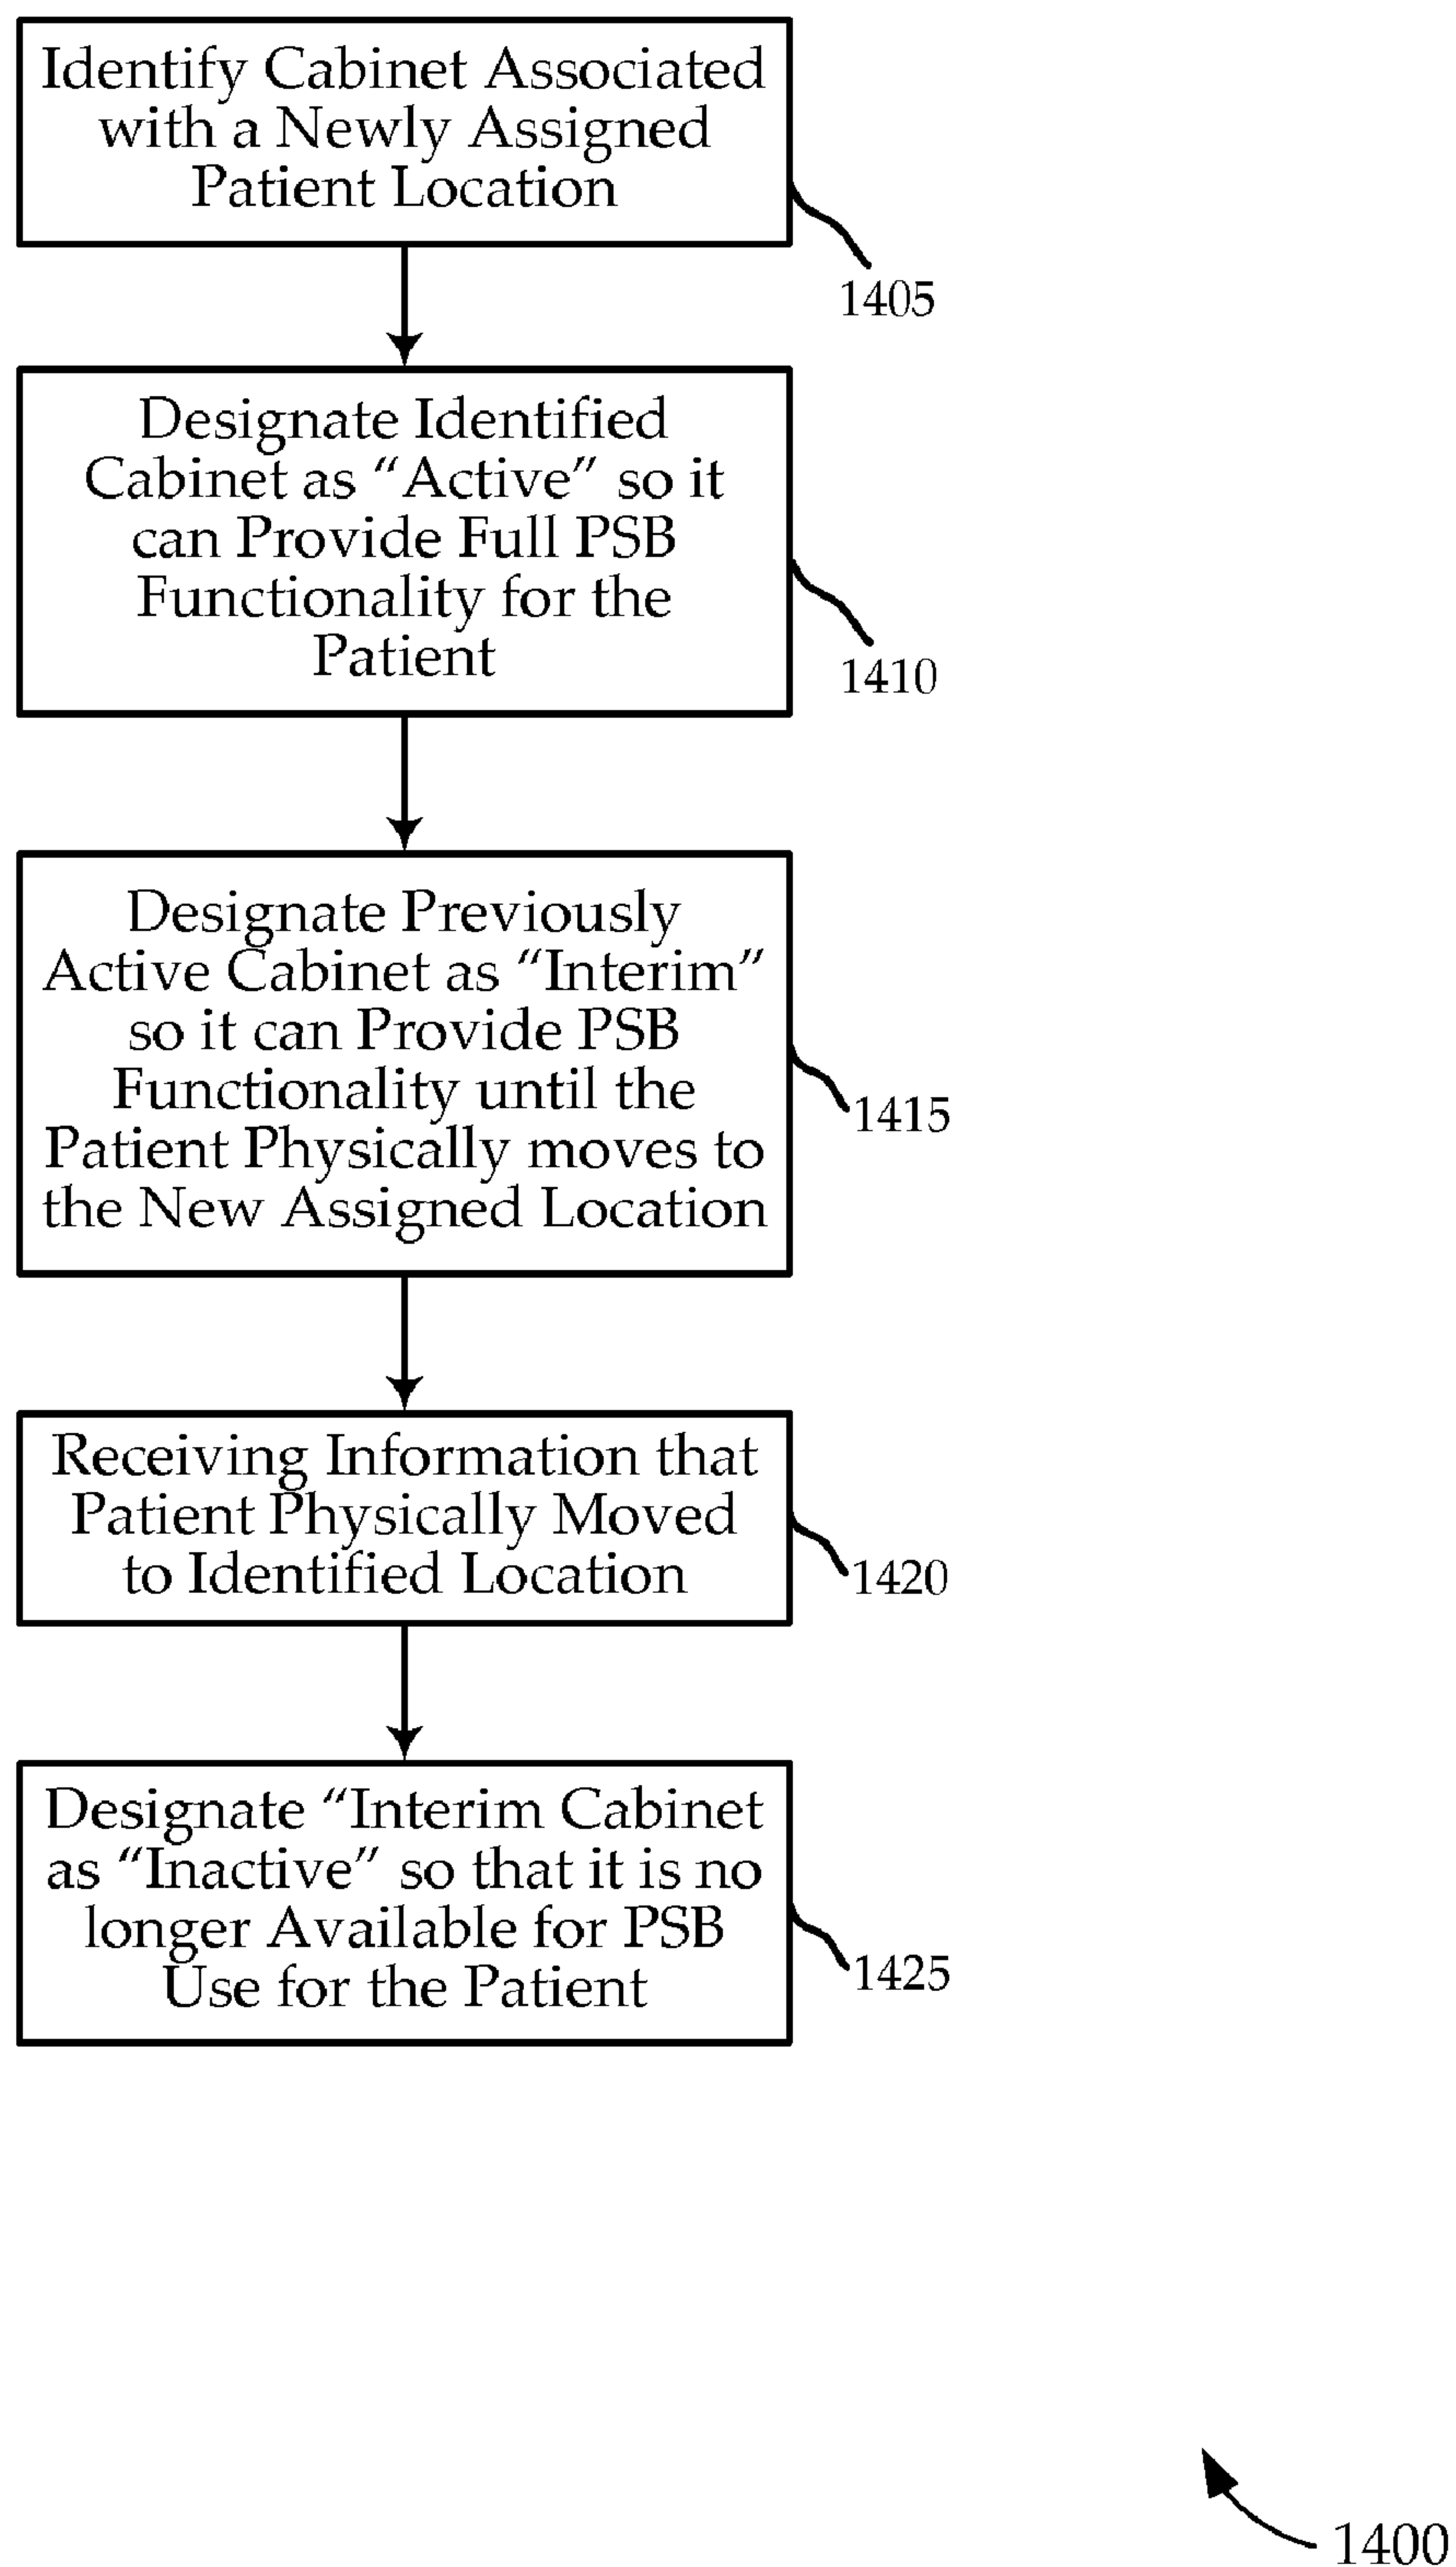 Identify Cabinet Associated
with a Newly Assigned
Patient Location
1405
Designate Identified
Cabinet as “Active” so it
can Provide Full PSB
Functionality for the
Patient
1410
Designate Previously
Active Cabinet as “Interim”
so it can Provide PSB
Functionality until the
Patient Physically moves to
the New Assigned Location
1415
Receiving Information that
Patient Physically Moved
to Identified Location
1420
Designate “Interim Cabinet
as “Inactive” so that it is no
longer Available for PSB
Use for the Patient
1425
1400